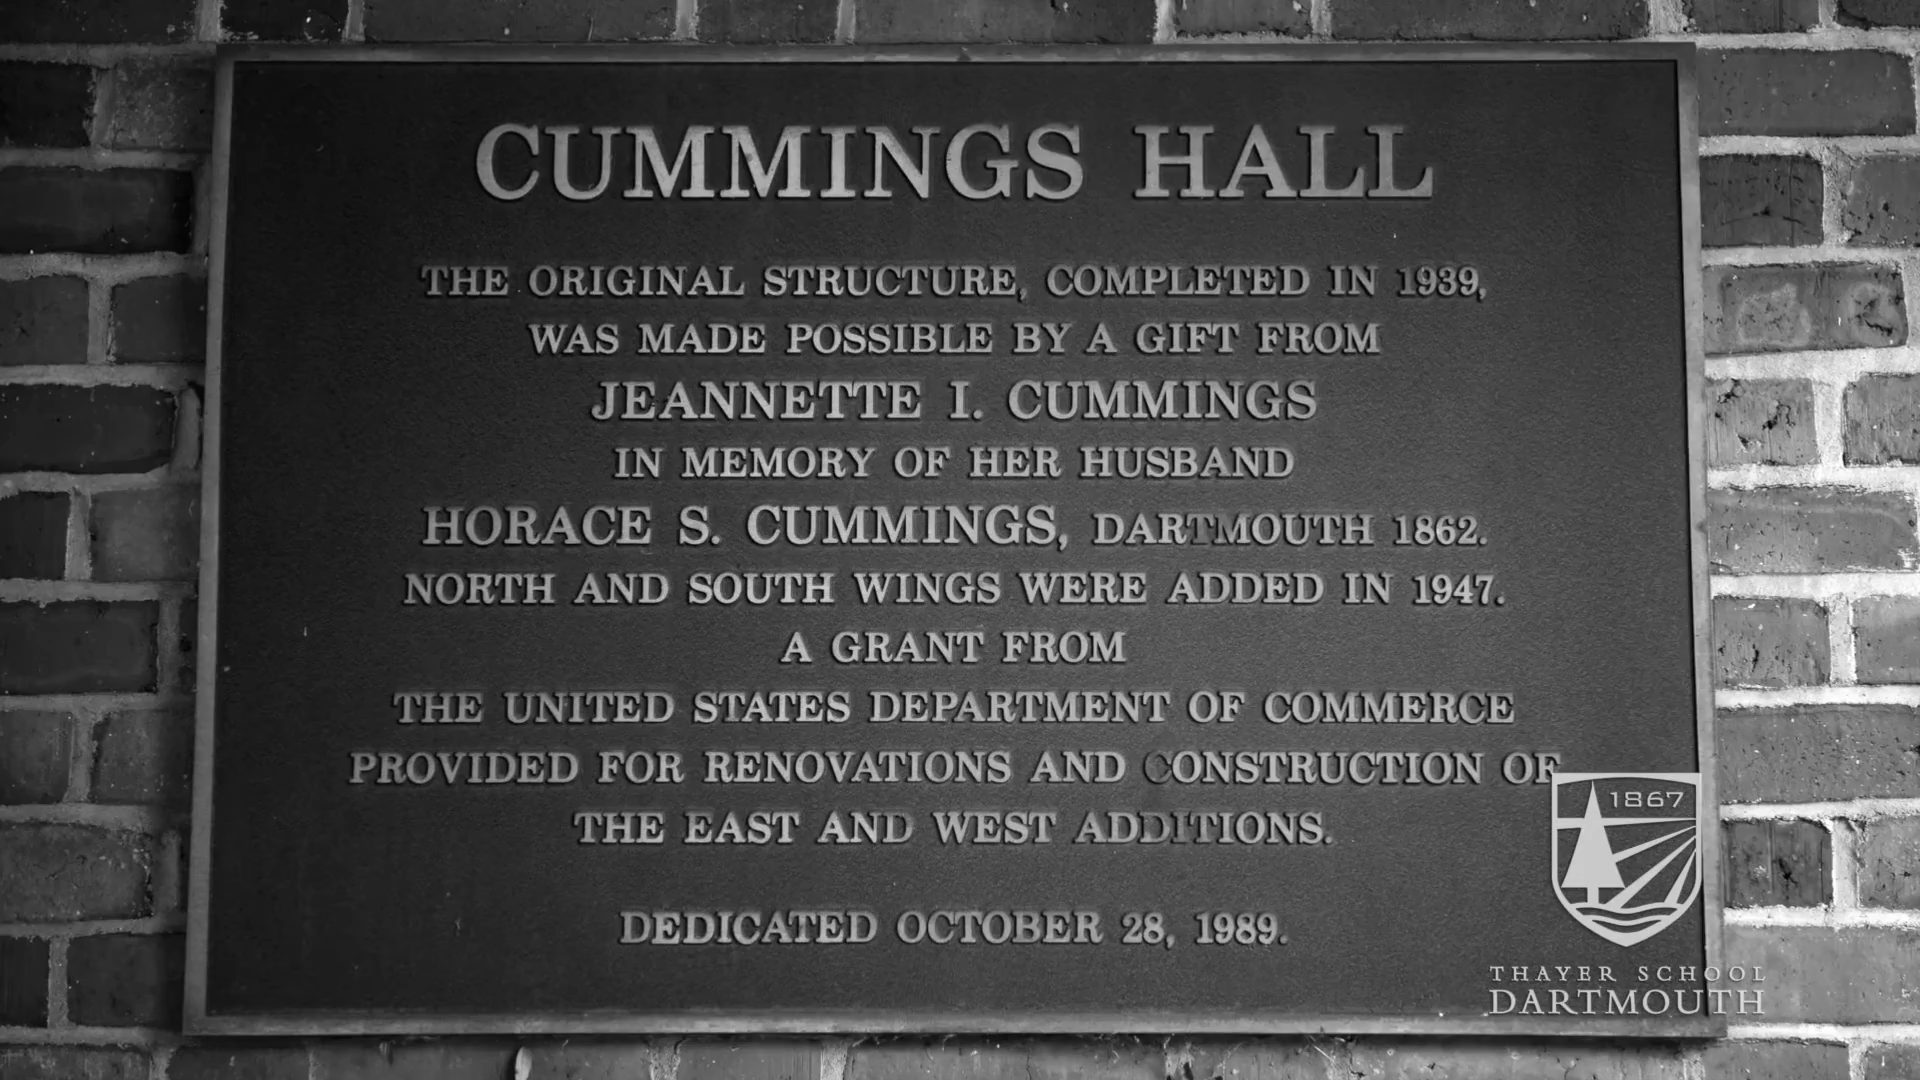 CUMMINGS HALL
THE ORIGINAL STRUCTURE, COMPLETED IN 1939,
WAS MADE POSSIBLE BY A GIFT FROM
JEANNETTE I. CUMMINGS
IN MEMORY OF HER HUSBAND
HORACE S. CUMMINGS, DARTMOUTH 1862.
NORTH AND SOUTH WINGS WERE ADDED IN 1947.
A GRANT FROM
THE UNITED STATES DEPARTMENT OF COMMERCE
PROVIDED FOR RENOVATIONS AND CONSTRUCTION OF
THE EAST AND WEST ADDITIONS.
DEDICATED OCTOBER 28, 1989.
1867
THAYER SCHOOL
DARTMOUTH